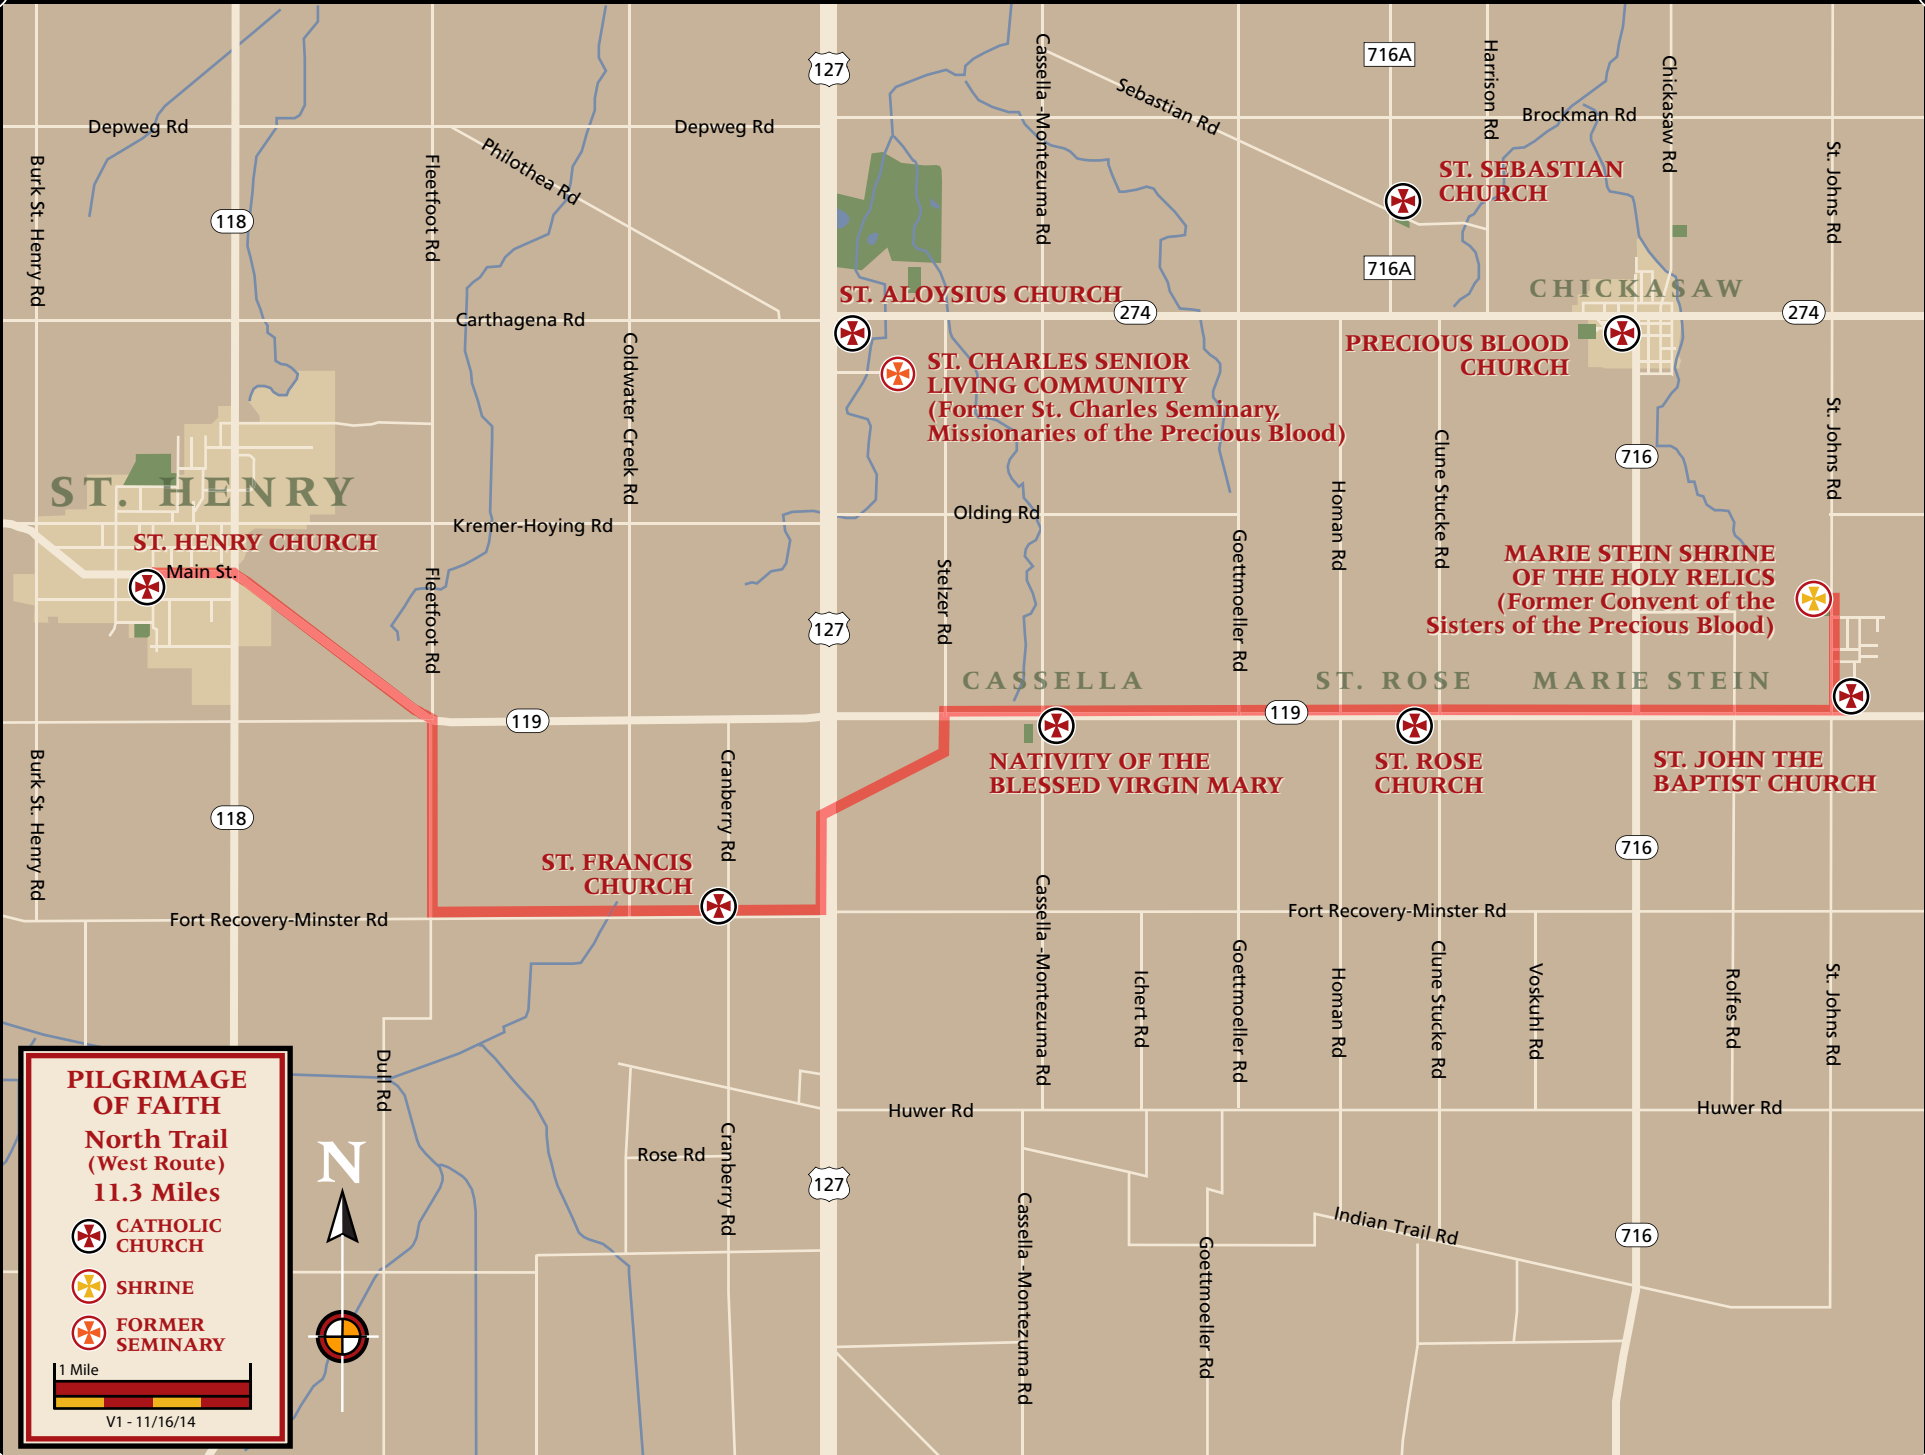 127
716A
Cassella -Montezuma Rd
Sebastian Rd
Harrison Rd
Chickasaw Rd
Brockman Rd
Depweg Rd
Depweg Rd
Philothea Rd
Burk St. Henry Rd
Fleetfoot Rd
118
St. Johns Rd
ST. SEBASTIAN
CHURCH
716A
CHICKASAW
ST. ALOYSIUS CHURCH
274
274
Carthagena Rd
Coldwater Creek Rd
PRECIOUS BLOOD
CHURCH
ST. CHARLES SENIOR
LIVING COMMUNITY
(Former St. Charles Seminary,
Missionaries of the Precious Blood)
St. Johns Rd
Clune Stucke Rd
716
ST. HENRY
Homan Rd
Olding Rd
Kremer-Hoying Rd
ST. HENRY CHURCH
Main St.
Goettmoeller Rd
Stelzer Rd
Fleetfoot Rd
MARIE STEIN SHRINE
OF THE HOLY RELICS
(Former Convent of the
Sisters of the Precious Blood)
127
CASSELLA
ST. ROSE
MARIE STEIN
119
119
NATIVITY OF THE
BLESSED VIRGIN MARY
ST. ROSE
CHURCH
ST. JOHN THE
BAPTIST CHURCH
Burk St. Henry Rd
118
Cranberry Rd
716
ST. FRANCIS
CHURCH
Fort Recovery-Minster Rd
Fort Recovery-Minster Rd
Cassella -Montezuma Rd
Ichert Rd
Goettmoeller Rd
Homan Rd
Clune Stucke Rd
Voskuhl Rd
Rolfes Rd
St. Johns Rd
Dull Rd
Huwer Rd
Huwer Rd
Rose Rd
Cranberry Rd
127
Cassella -Montezuma Rd
Goettmoeller Rd
Indian Trail Rd
716
PILGRIMAGE
OF FAITH
North Trail
(West Route)
11.3 Miles
CATHOLIC
CHURCH
SHRINE
FORMER
SEMINARY
1 Mile
V1 - 11/16/14
N